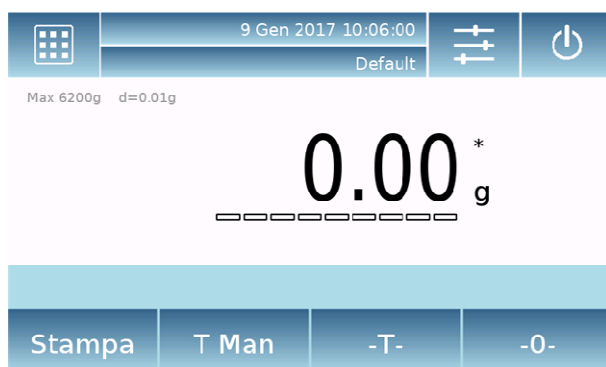 9 Gen 2017 10:06:00
Default
Max 6200g d=0.01g
0.00 * g
Stampa T Man -T- -0-